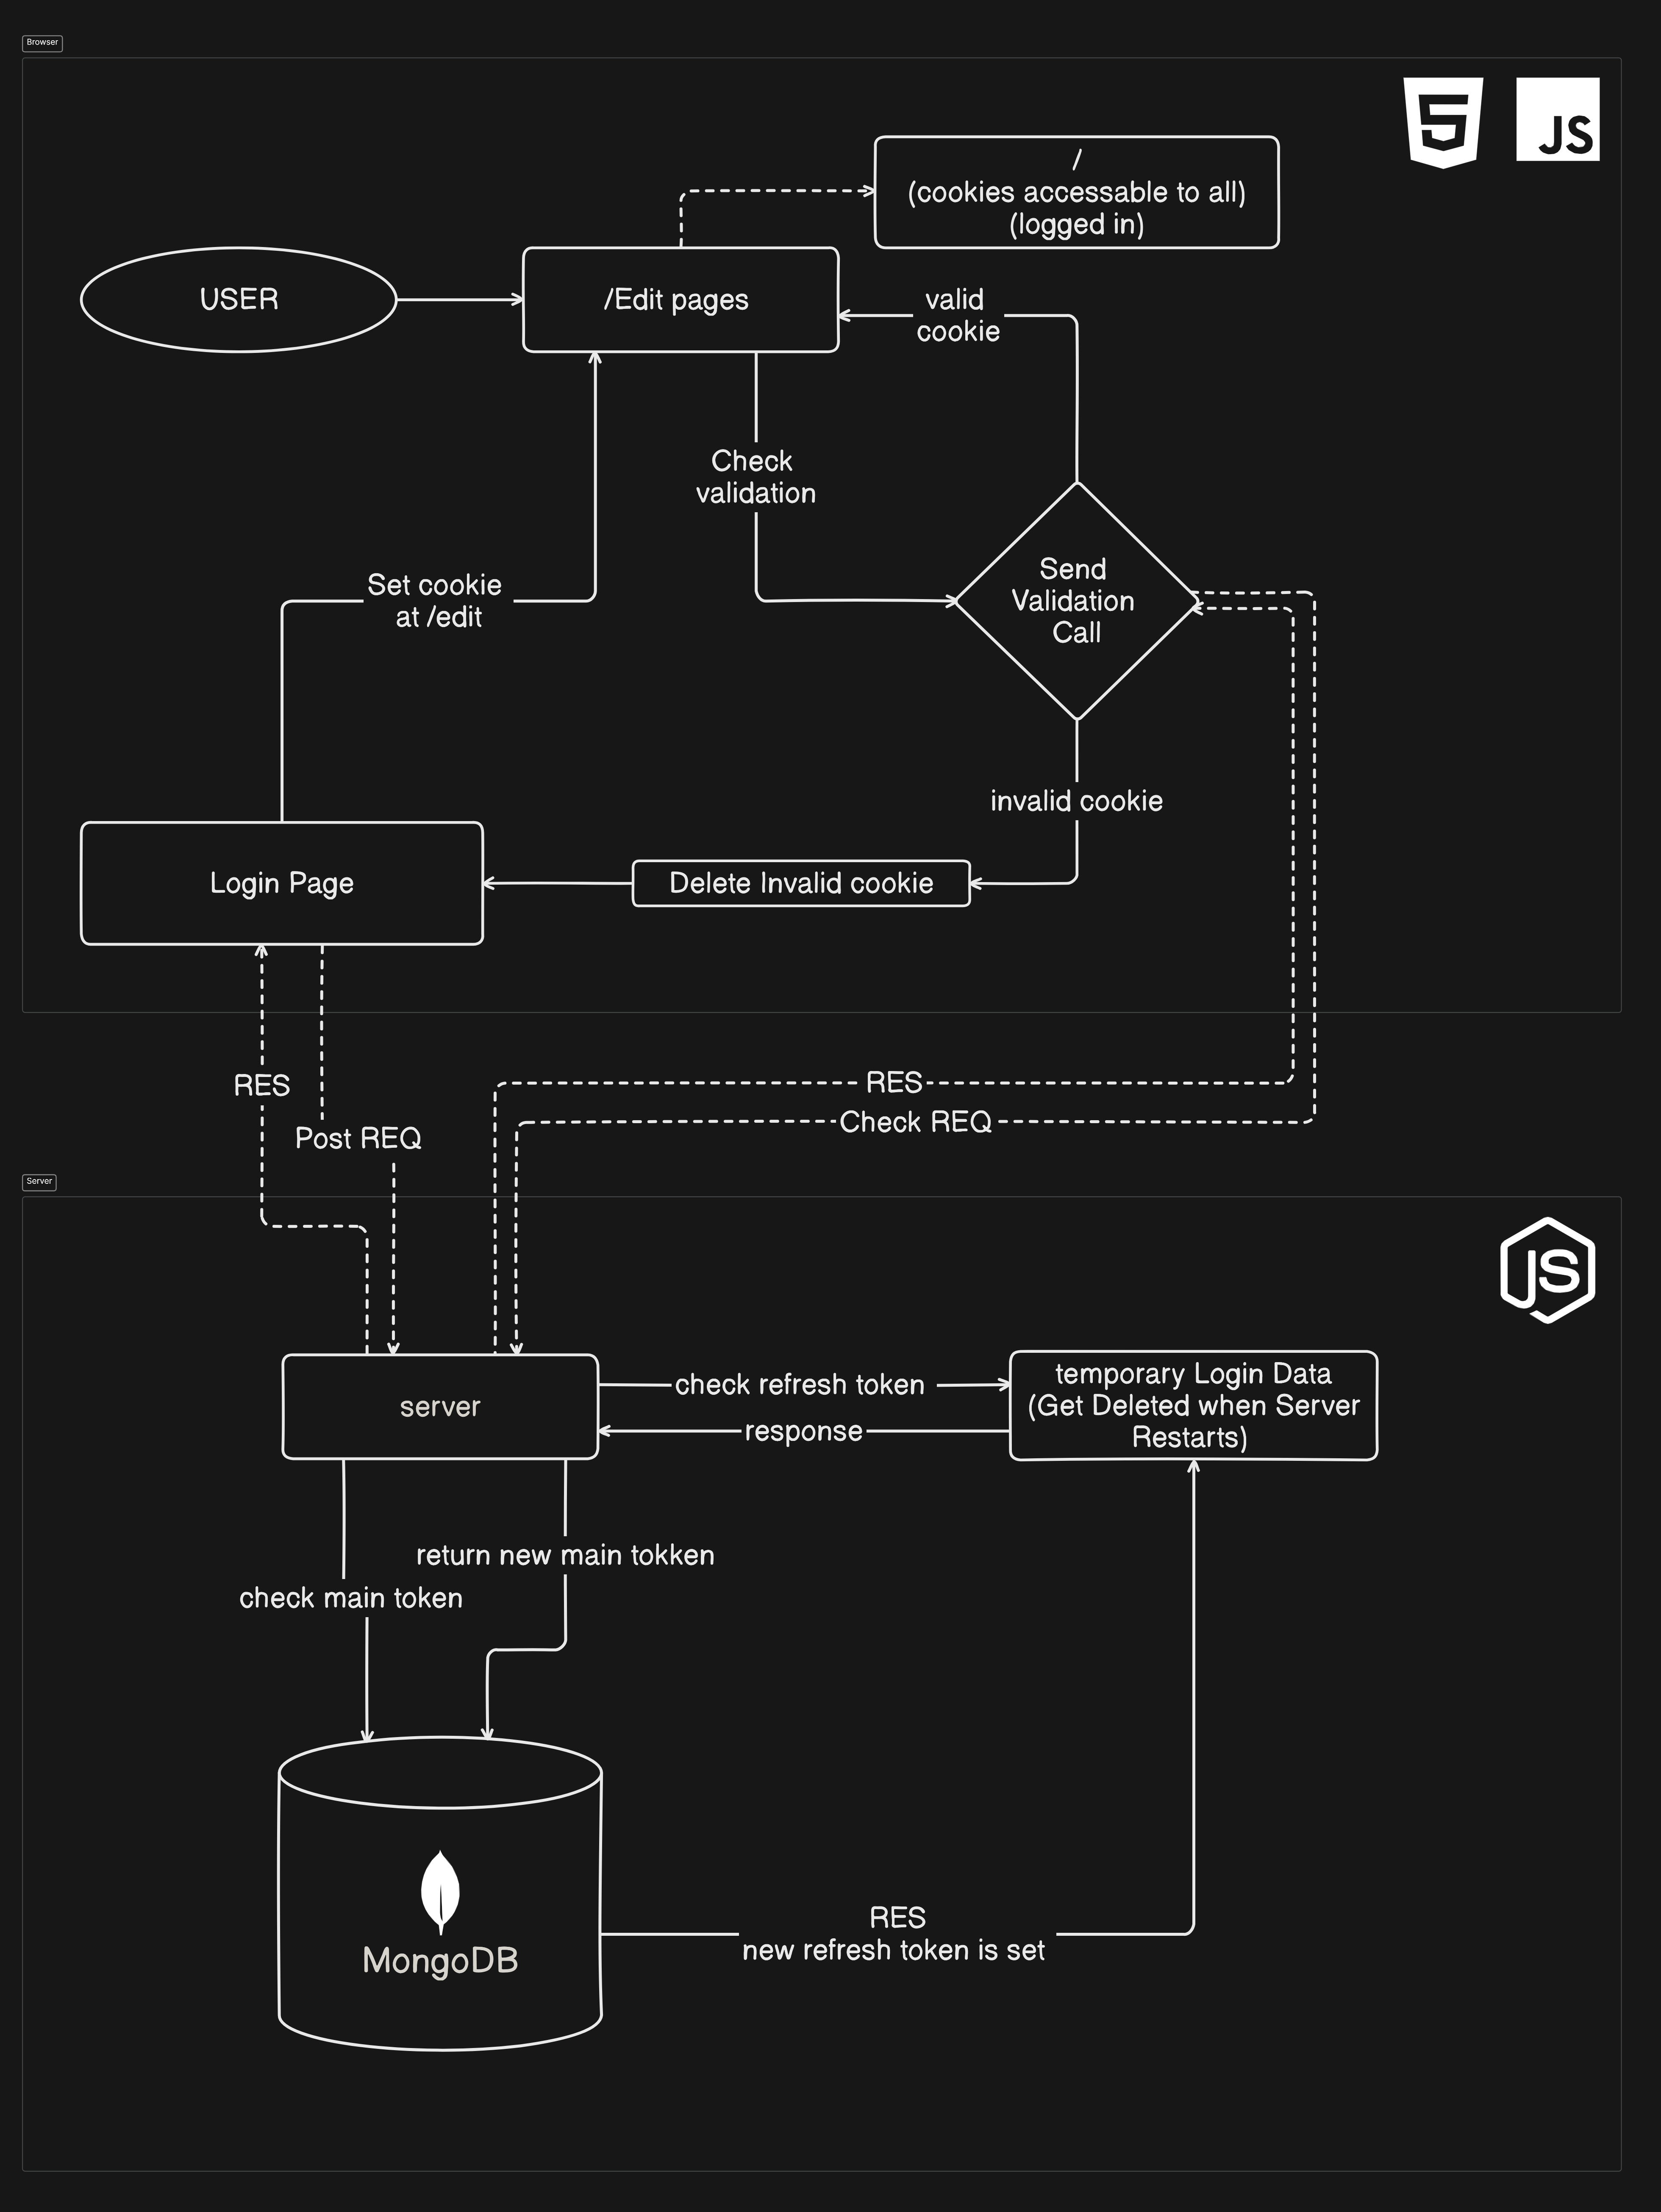 Browser
5
JS
/
(cookies accessable to all)
(logged in)
USER
/Edit pages
valid
cookie
Check
validation
Send
Validation
Call
Set cookie
at /edit
invalid cookie
Login Page
Delete Invalid cookie
RES
RES
Check REQ
Post REQ
Server
JS
server
check refresh token
response
temporary Login Data
(Get Deleted when Server
Restarts)
return new main tokken
check main token
MongoDB
RES
new refresh token is set